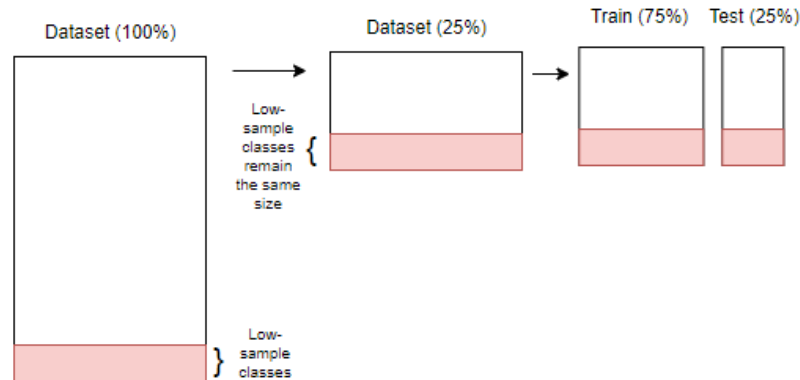 Dataset (100%)
Dataset (25%)
Train (75%)
Test (25%)
Low-
sample
classes
remain
the same
size
{
Low-
sample
classes
}